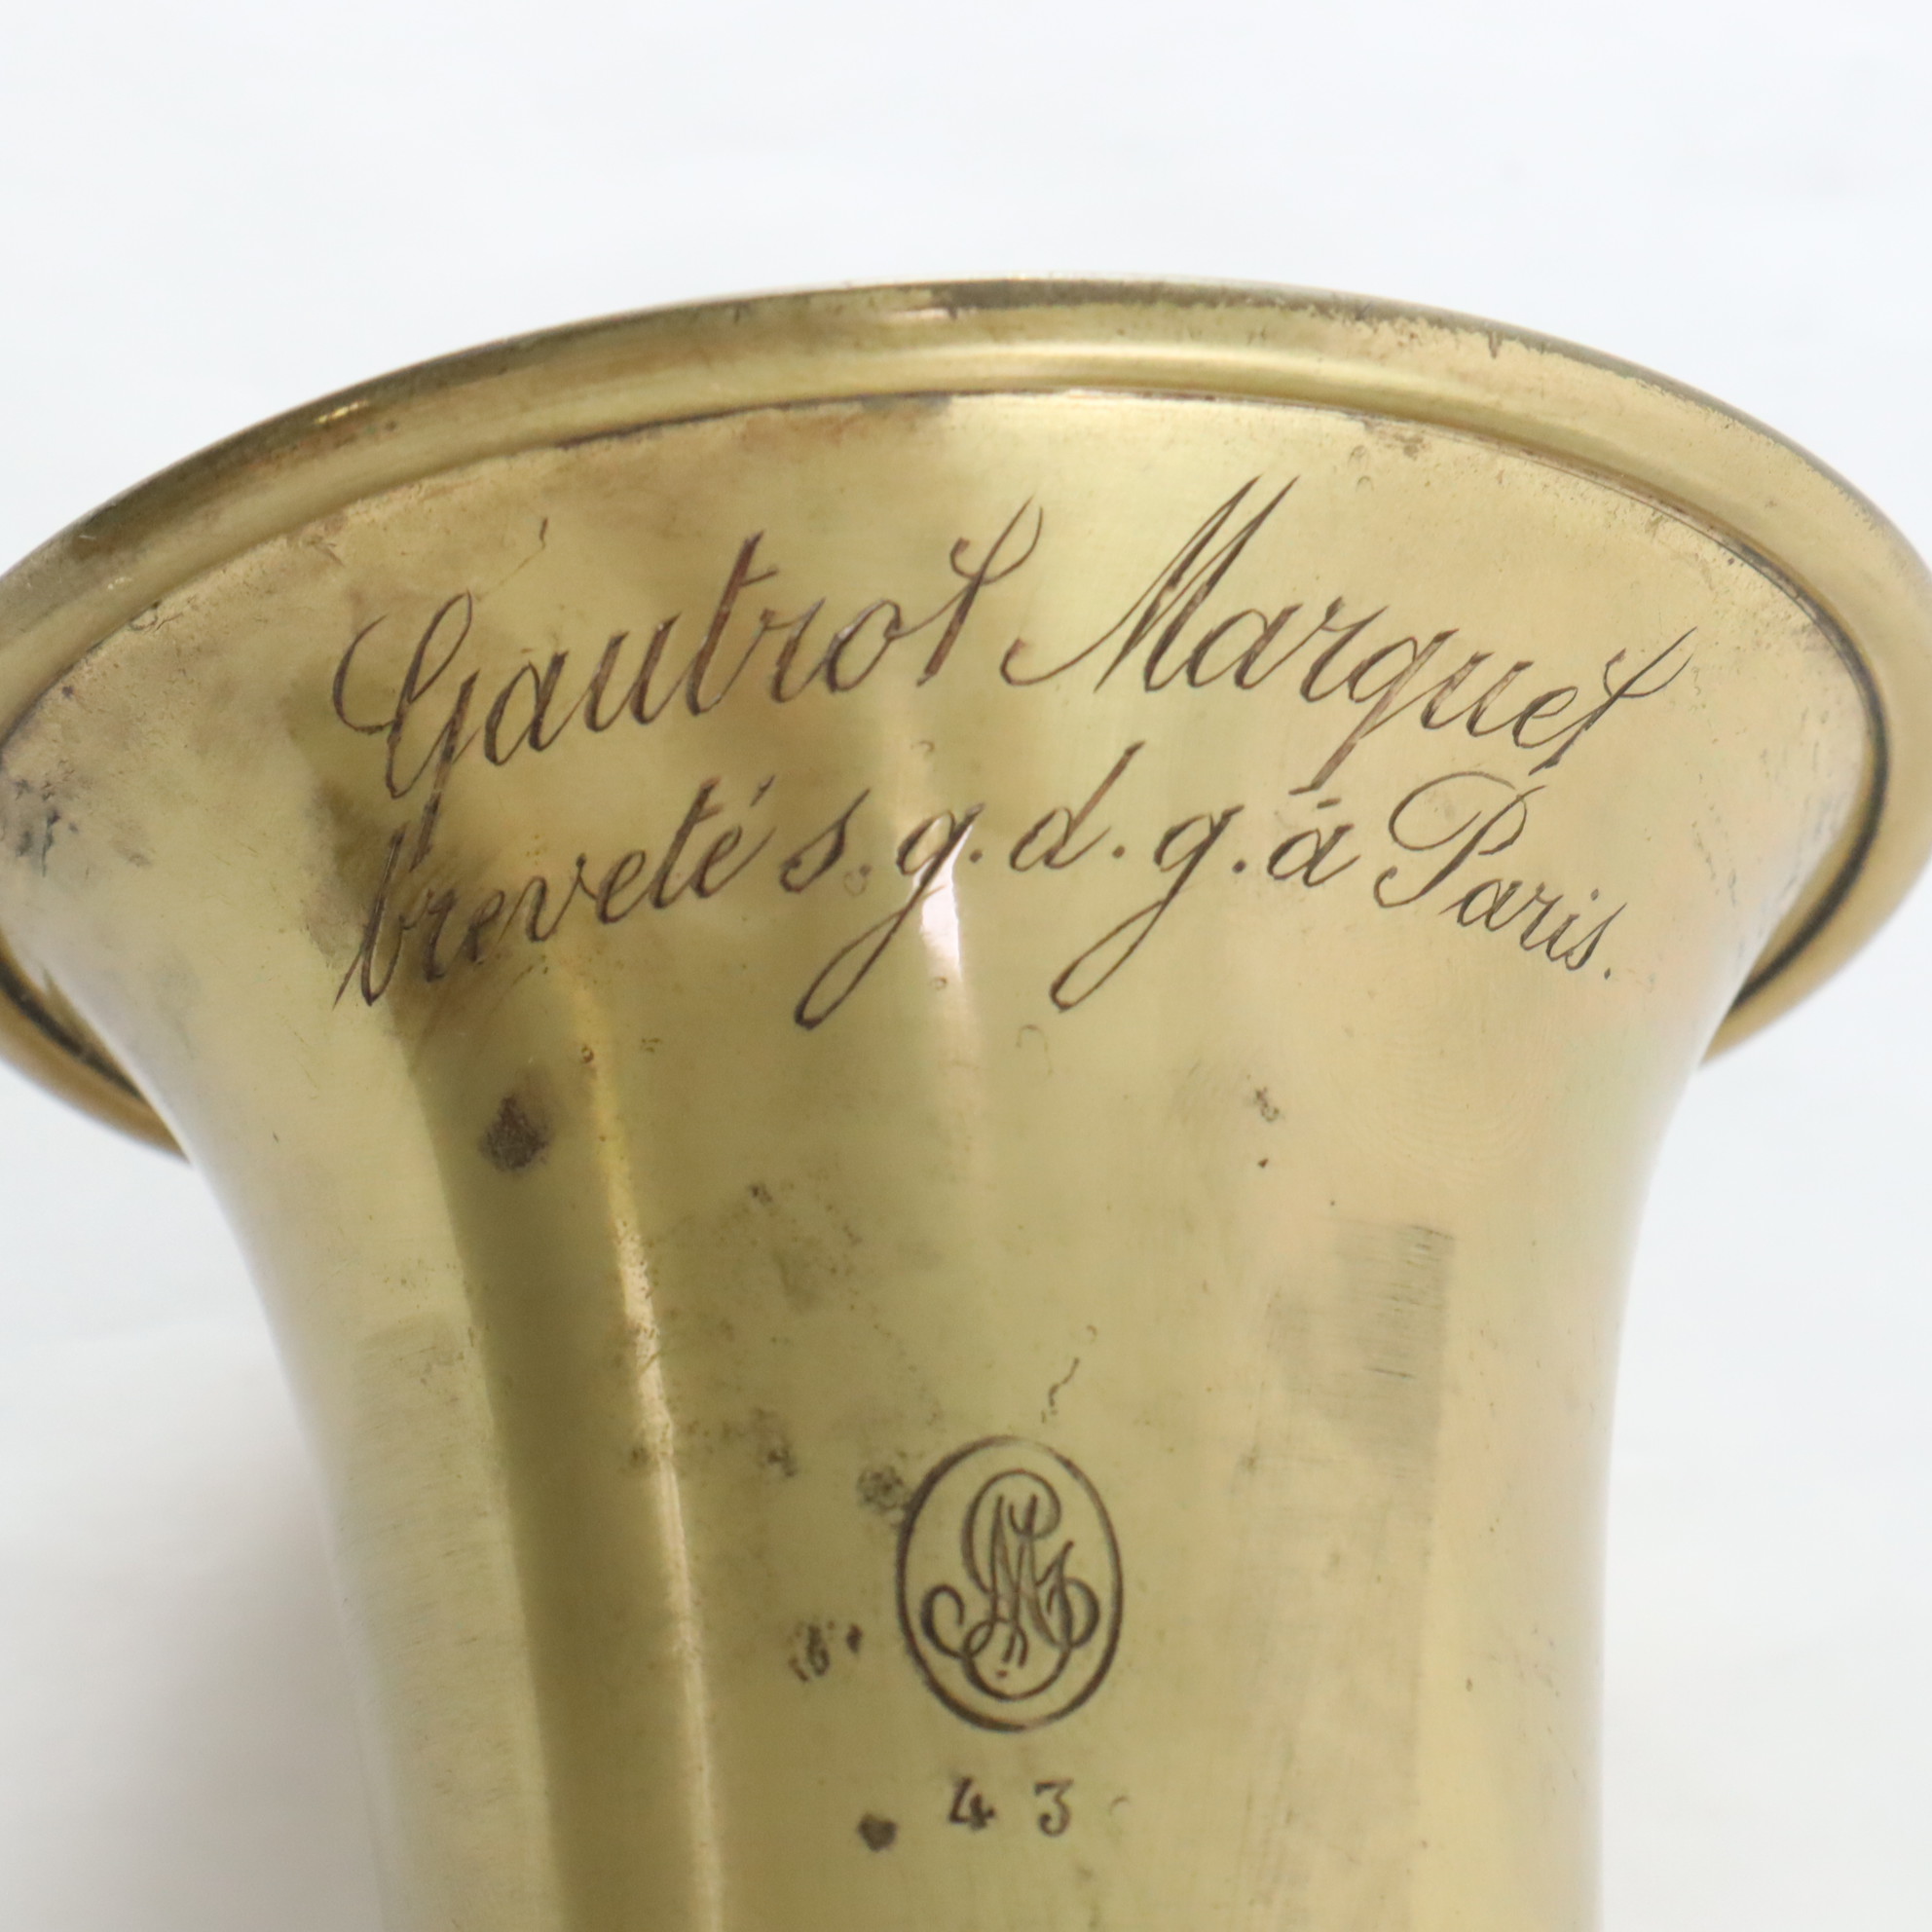 Gautrot Marquet
breveté s.g.d.g. à Paris.
43